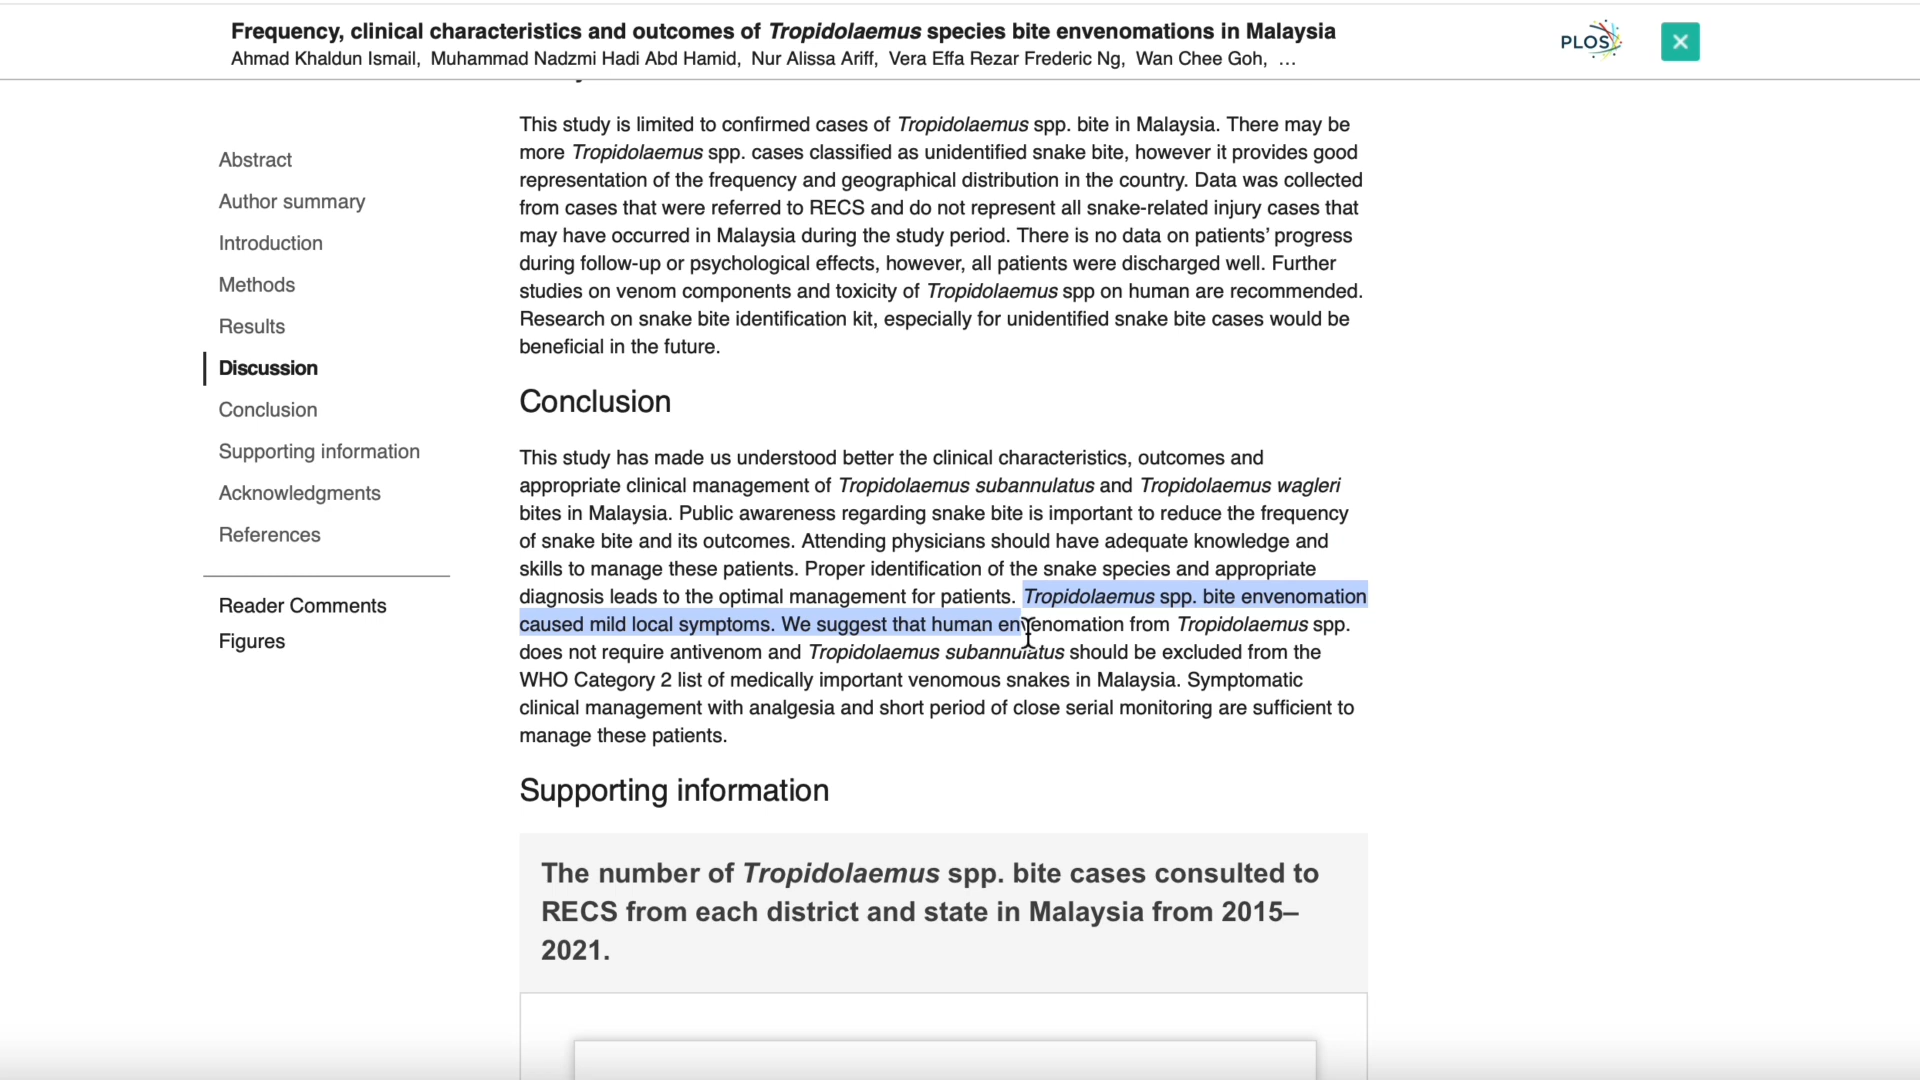 Frequency, clinical characteristics and outcomes of Tropidolaemus species bite envenomations in Malaysia
Ahmad Khaldun Ismail, Muhammad Nadzmi Hadi Abd Hamid, Nur Alissa Ariff, Vera Effa Rezar Frederic Ng, Wan Chee Goh, ...
PLOS
Abstract
Author summary
Introduction
Methods
Results
Discussion
Conclusion
Supporting information
Acknowledgments
References
Reader Comments
Figures
This study is limited to confirmed cases of Tropidolaemus spp. bite in Malaysia. There may be
more Tropidolaemus spp. cases classified as unidentified snake bite, however it provides good
representation of the frequency and geographical distribution in the country. Data was collected
from cases that were referred to RECS and do not represent all snake-related injury cases that
may have occurred in Malaysia during the study period. There is no data on patients’ progress
during follow-up or psychological effects, however, all patients were discharged well. Further
studies on venom components and toxicity of Tropidolaemus spp on human are recommended.
Research on snake bite identification kit, especially for unidentified snake bite cases would be
beneficial in the future.
Conclusion
This study has made us understood better the clinical characteristics, outcomes and
appropriate clinical management of Tropidolaemus subannulatus and Tropidolaemus wagleri
bites in Malaysia. Public awareness regarding snake bite is important to reduce the frequency
of snake bite and its outcomes. Attending physicians should have adequate knowledge and
skills to manage these patients. Proper identification of the snake species and appropriate
diagnosis leads to the optimal management for patients. Tropidolaemus spp. bite envenomation
caused mild local symptoms. We suggest that human envenomation from Tropidolaemus spp.
does not require antivenom and Tropidolaemus subannulatus should be excluded from the
WHO Category 2 list of medically important venomous snakes in Malaysia. Symptomatic
clinical management with analgesia and short period of close serial monitoring are sufficient to
manage these patients.
Supporting information
The number of Tropidolaemus spp. bite cases consulted to
RECS from each district and state in Malaysia from 2015–
2021.